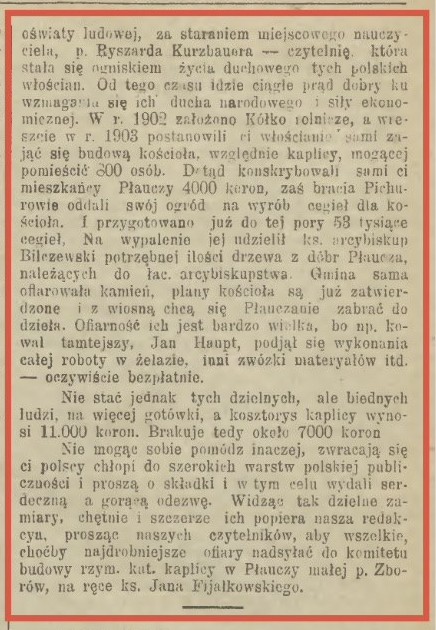 oświaty ludowej, za staraniem miejscowego nauczy-
ciela, p. Ryszarda Kurzbauera — czytelnię, która
stała się ogniskiem życia duchowego tych polskich
włościan. Od tego czasu idzie ciągle prąd dobry ku
wzmaganiu się ich ducha narodowego i siły ekono-
micznej. W r. 1902 założono Kółko rolnicze, a wre-
szcie w r. 1903 postanowili ci włościanie sami za-
jąć się budową kościoła, względnie kaplicy, mogącej
pomieścić 800 osób. Dotąd konskrybowali sami ci
mieszkańcy Płauczy 4000 koron, zaś bracia Pichu-
rowie oddali swój ogród na wyrób cegieł dla ko-
ścioła. I przygotowano już do tej pory 53 tysiące
cegieł, Na wypalenie jej udzielił ks. arcybiskup
Bilczewski potrzebnej ilości drzewa z dóbr Płaucza,
należących do łac. arcybiskupstwa. Gmina sama
ofiarowała kamień, plany kościoła są już zatwier-
dzone i z wiosną chcą się Płauczanie zabrać do
dzieła. Ofiarność ich jest bardzo wielka, bo np. ko-
wal tamtejszy, Jan Haupt, podjął się wykonania
całej roboty w żelazie, inni zwózki materyałów itd.
— oczywiście bezpłatnie.
Nie stać jednak tych dzielnych, ale biednych
ludzi, na więcej gotówki, a kosztorys kaplicy wyno-
si 11.000 koron. Brakuje tedy około 7000 koron
Nie mogąc sobie pomódz inaczej, zwracają się
ci polscy chłopi do szerokich warstw polskiej publi-
czności i proszą o składki i w tym celu wydali ser-
deczną a gorącą odezwę. Widząc tak dzielne za-
miary, chętnie i szczerze ich popiera nasza redak-
cya, prosząc naszych czytelników, aby wszelkie,
choćby najdrobniejsze ofiary nadsyłać do komitetu
budowy rzym. kat. kaplicy w Płauczy małej p. Zbo-
rów, na ręce ks. Jana Fijałkowskiego.